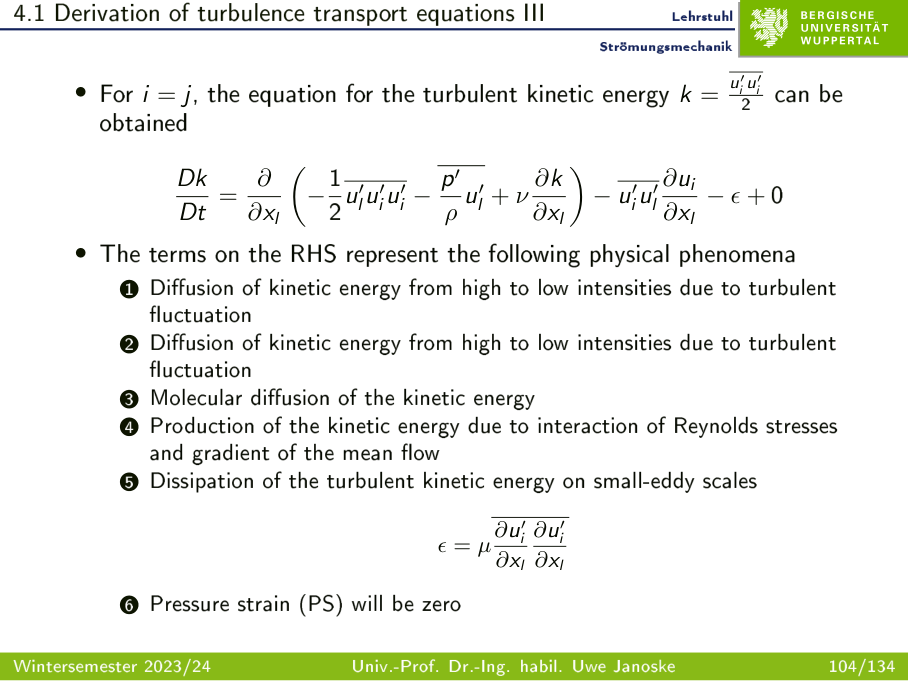 4.1 Derivation of turbulence transport equations III
Lehrstuhl
Strömungsmechanik
BERGISCHE
UNIVERSITÄT
WUPPERTAL
• For $i = j$, the equation for the turbulent kinetic energy $k = \frac{\overline{u_i' u_i'}}{2}$ can be
obtained
$\frac{Dk}{Dt} = \frac{\partial}{\partial x_l} \left( -\frac{1}{2} \overline{u_l' u_i' u_i'} - \overline{\frac{p'}{\rho} u_l'} + \nu \frac{\partial k}{\partial x_l} \right) - \overline{u_i' u_l'} \frac{\partial u_i}{\partial x_l} - \epsilon + 0$
• The terms on the RHS represent the following physical phenomena
1 Diffusion of kinetic energy from high to low intensities due to turbulent
fluctuation
2 Diffusion of kinetic energy from high to low intensities due to turbulent
fluctuation
3 Molecular diffusion of the kinetic energy
4 Production of the kinetic energy due to interaction of Reynolds stresses
and gradient of the mean flow
5 Dissipation of the turbulent kinetic energy on small-eddy scales
$\epsilon = \mu \overline{\frac{\partial u_i'}{\partial x_l} \frac{\partial u_i'}{\partial x_l}}$
6 Pressure strain (PS) will be zero
Wintersemester 2023/24 Univ.-Prof. Dr.-Ing. habil. Uwe Janoske 104/134